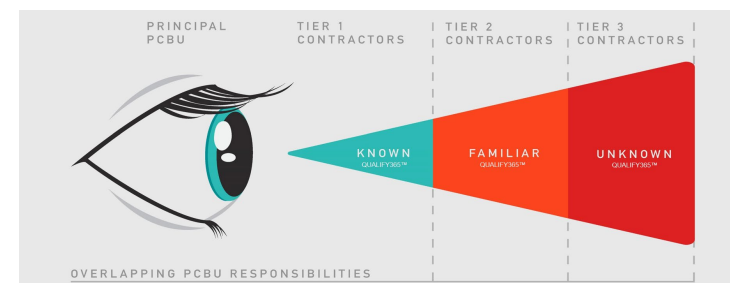 PRINCIPAL
PCBU
TIER 1
CONTRACTORS
TIER 2
CONTRACTORS
TIER 3
CONTRACTORS
KNOWN
QUALIFY365™
FAMILIAR
QUALIFY365™
UNKNOWN
QUALIFY365™
OVERLAPPING PCBU RESPONSIBILITIES